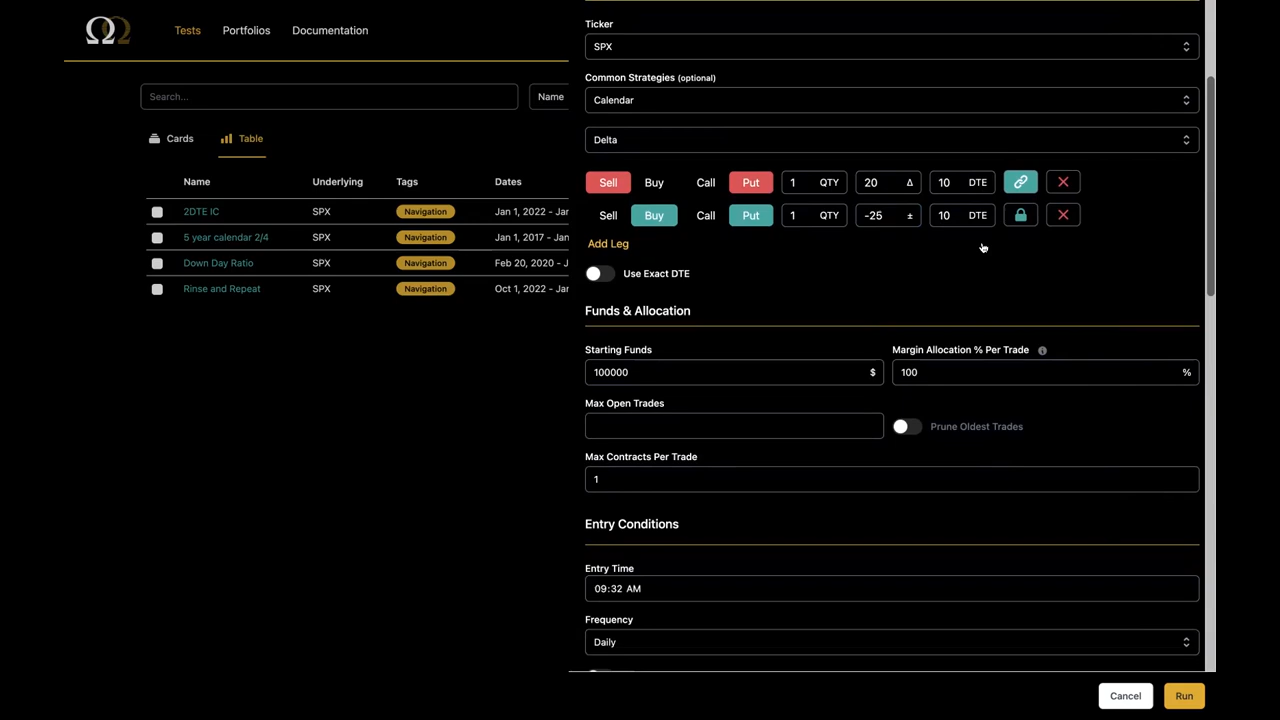 Tests Portfolios Documentation
Search... Name
Cards Table
Name Underlying Tags Dates
2DTE IC SPX Navigation Jan 1, 2022 - Jan
5 year calendar 2/4 SPX Navigation Jan 1, 2017 - Jan
Down Day Ratio SPX Navigation Feb 20, 2020 - J
Rinse and Repeat SPX Navigation Oct 1, 2022 - Jan
Ticker
SPX
Common Strategies (optional)
Calendar
Delta
Sell Buy Call Put 1 QTY 20 Δ 10 DTE
Sell Buy Call Put 1 QTY -25 ± 10 DTE
Add Leg
Use Exact DTE
Funds & Allocation
Starting Funds Margin Allocation % Per Trade
100000 $ 100 %
Max Open Trades
Prune Oldest Trades
Max Contracts Per Trade
1
Entry Conditions
Entry Time
09:32 AM
Frequency
Daily
Cancel Run